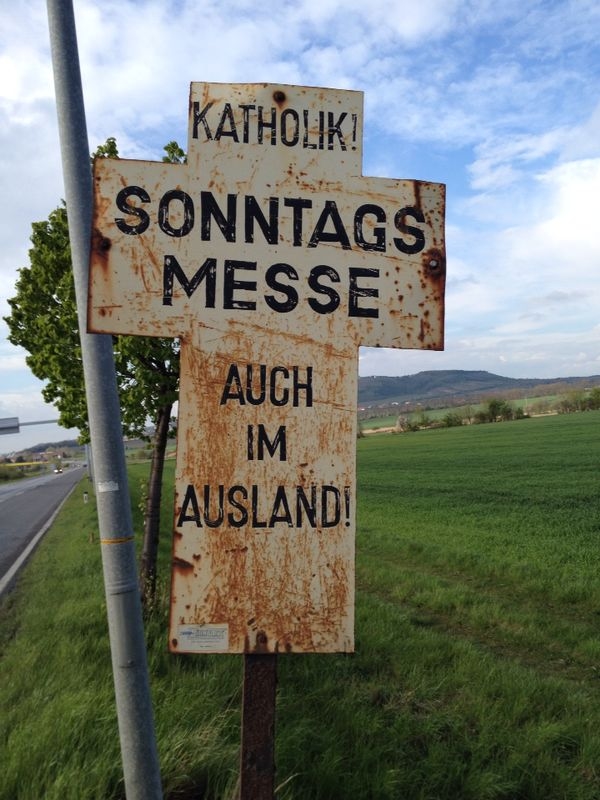 KATHOLIK!
SONNTAGS
MESSE
AUCH
IM
AUSLAND!